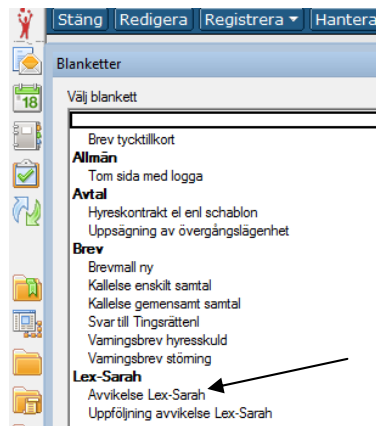 Stäng Redigera Registrera Hantera
Blanketter
18
Välj blankett
Brev tycktillkort
Allmän
Tom sida med logga
Avtal
Hyreskontrakt el enl schablon
Uppsägning av övergångslägenhet
Brev
Brevmall ny
Kallelse enskilt samtal
Kallelse gemensamt samtal
Svar till Tingsrättenl
Varningsbrev hyresskuld
Varningsbrev störning
Lex-Sarah
Avvikelse Lex-Sarah
Uppföljning avvikelse Lex-Sarah